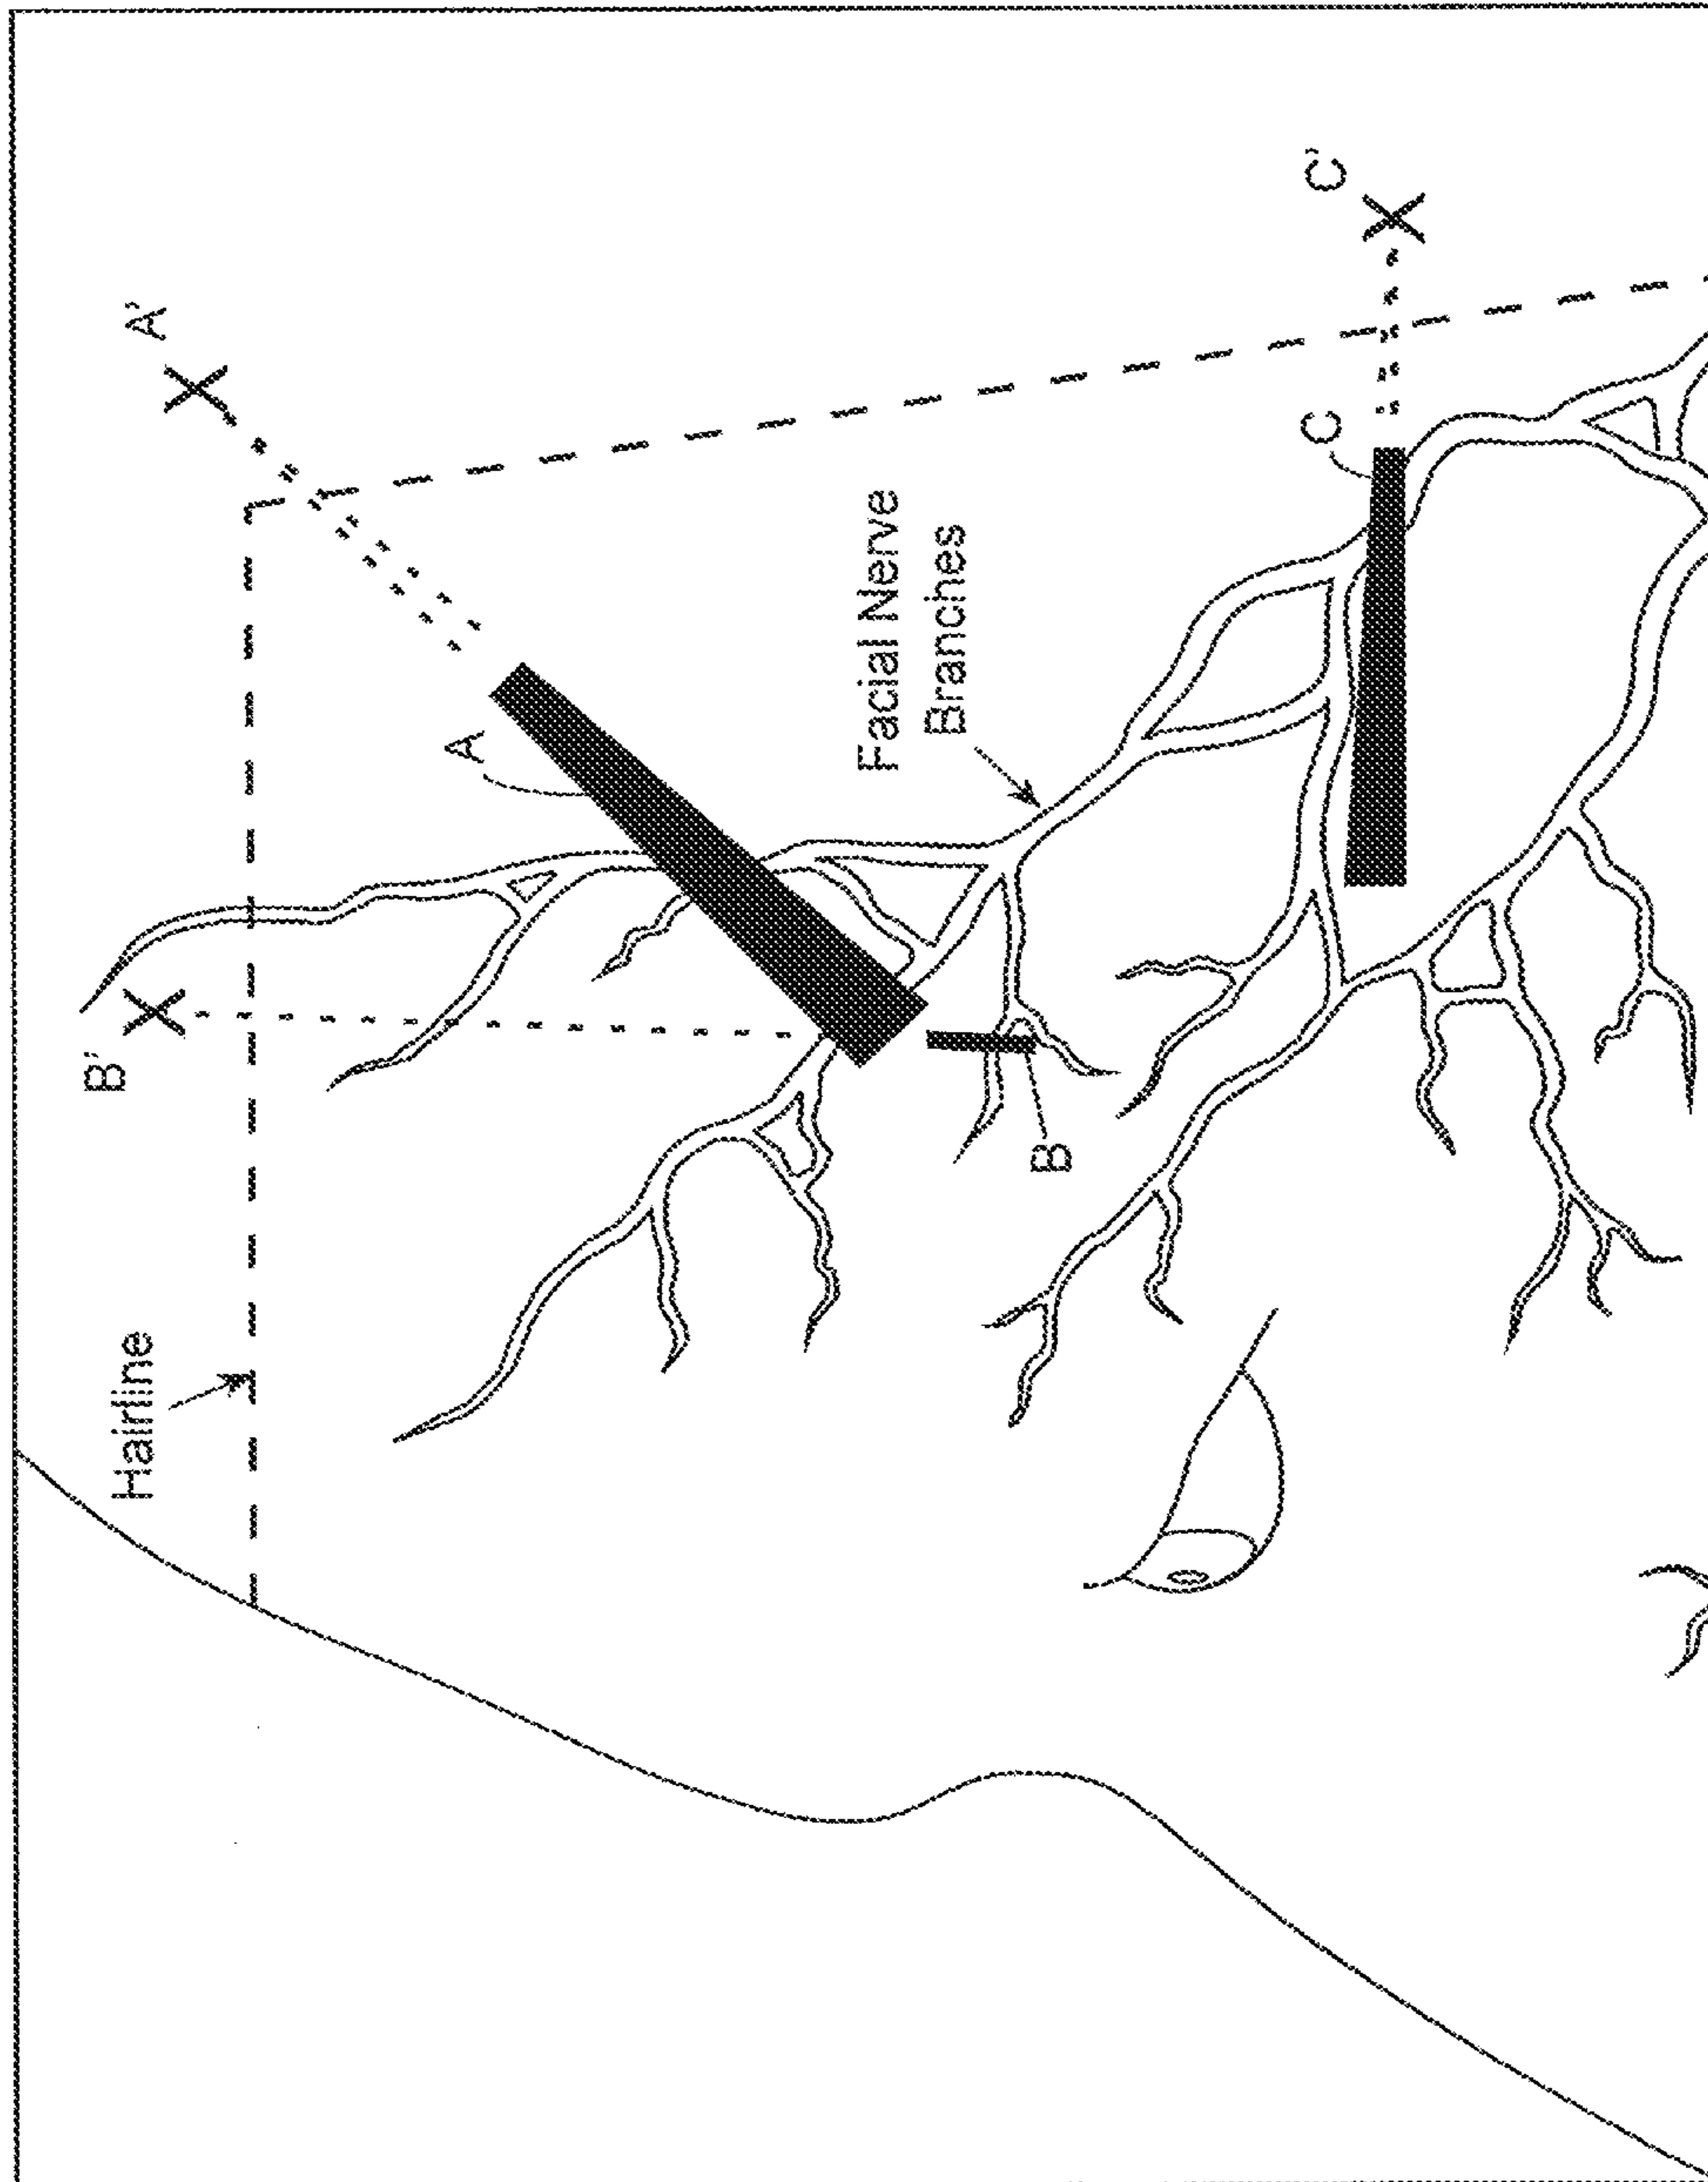 Hairline
B'
A'
A
Facial Nerve
Branches
B
C
C'